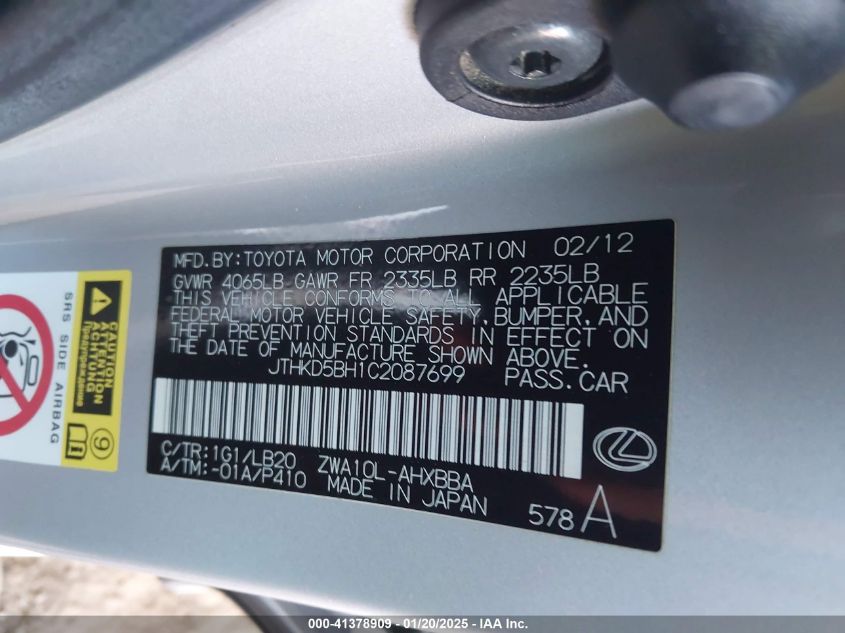 MFD. BY: TOYOTA MOTOR CORPORATION 02/12
GVWR 4065LB GAWR FR 2335LB RR 2235LB
THIS VEHICLE CONFORMS TO ALL APPLICABLE
FEDERAL MOTOR VEHICLE SAFETY, BUMPER, AND
THEFT PREVENTION STANDARDS IN EFFECT ON
THE DATE OF MANUFACTURE SHOWN ABOVE.
JTHKD5BH1C2087699 PASS. CAR
C/TR: 1G1/LB20 ZWA10L-AHXBBA
A/TM: -01A/P410 MADE IN JAPAN
578 A
SRS SIDE AIRBAG
CAUTION
ATTENTION
ACHTUNG
Предупреждение
9
000-41378909 - 01/20/2025 - IAA Inc.